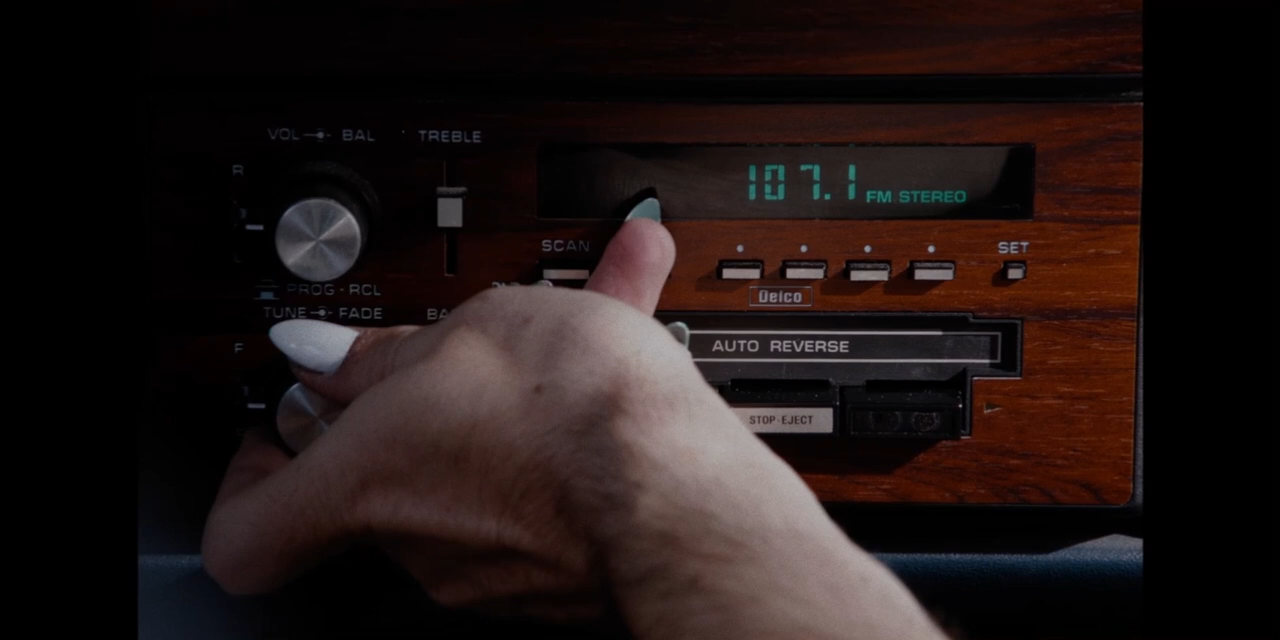 VOL BAL TREBLE
R
107.1 FM STEREO
SCAN SET
PROG - RCL
Delco
TUNE FADE
F AUTO REVERSE
STOP-EJECT